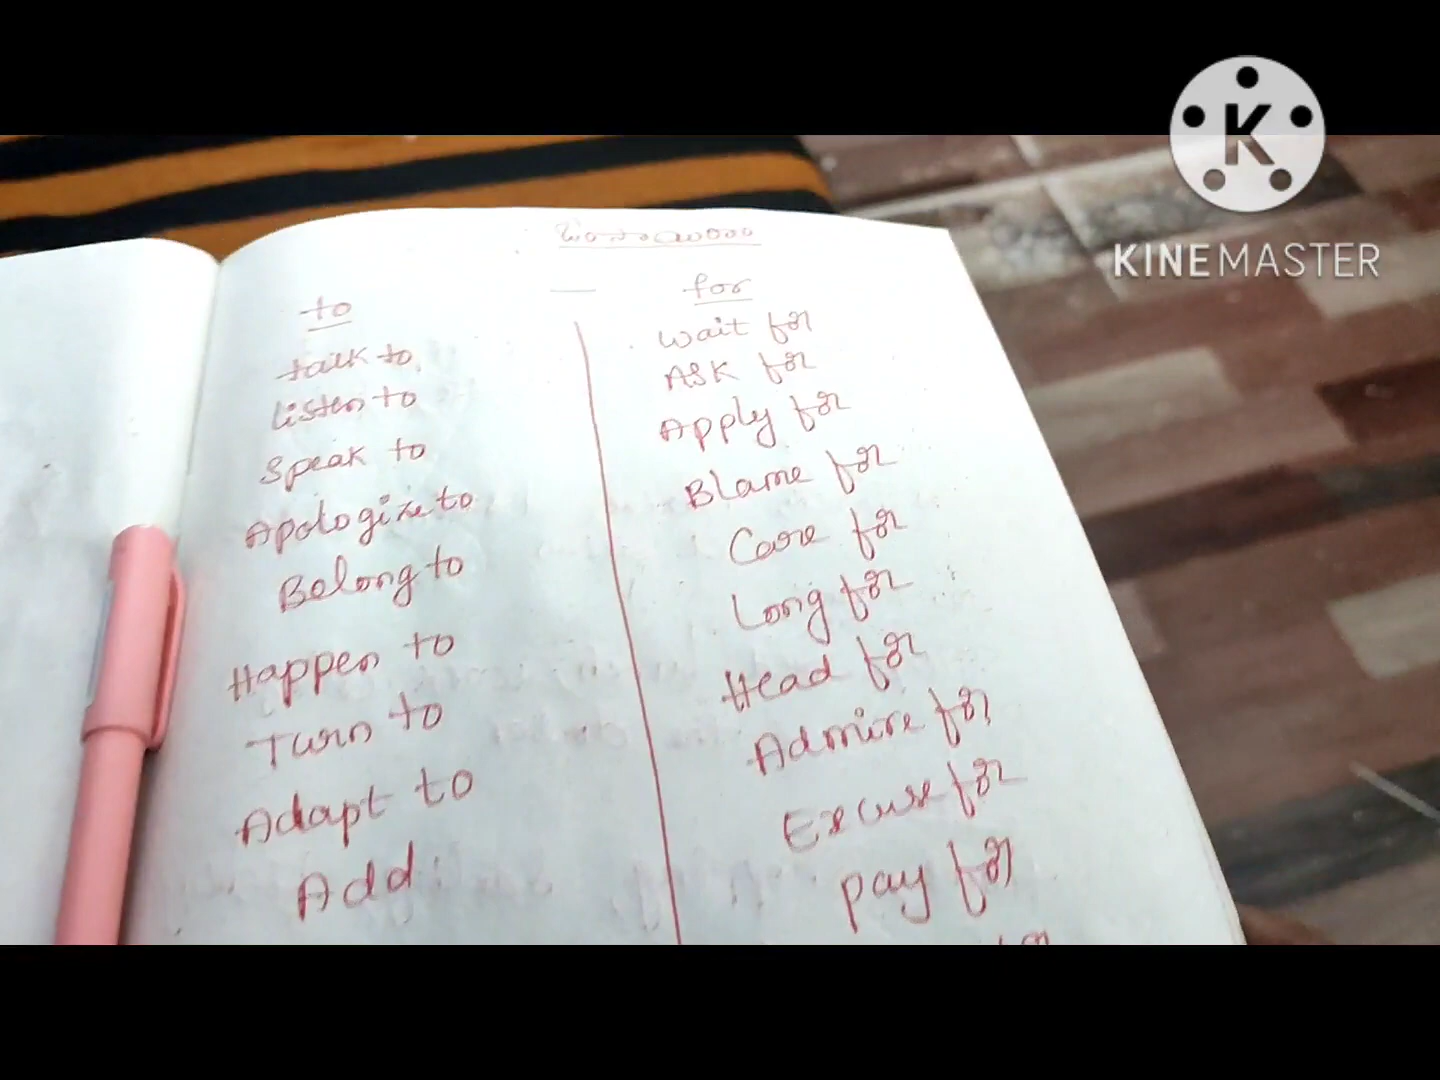 K
KINEMASTER
to
talk to
listen to
Speak to
Apologize to
Belong to
Happen to
Turn to
Adapt to
Add
for
wait for
ASK for
Apply for
Blame for
Care for
Long for
Head for
Admire for
Excuse for
pay for